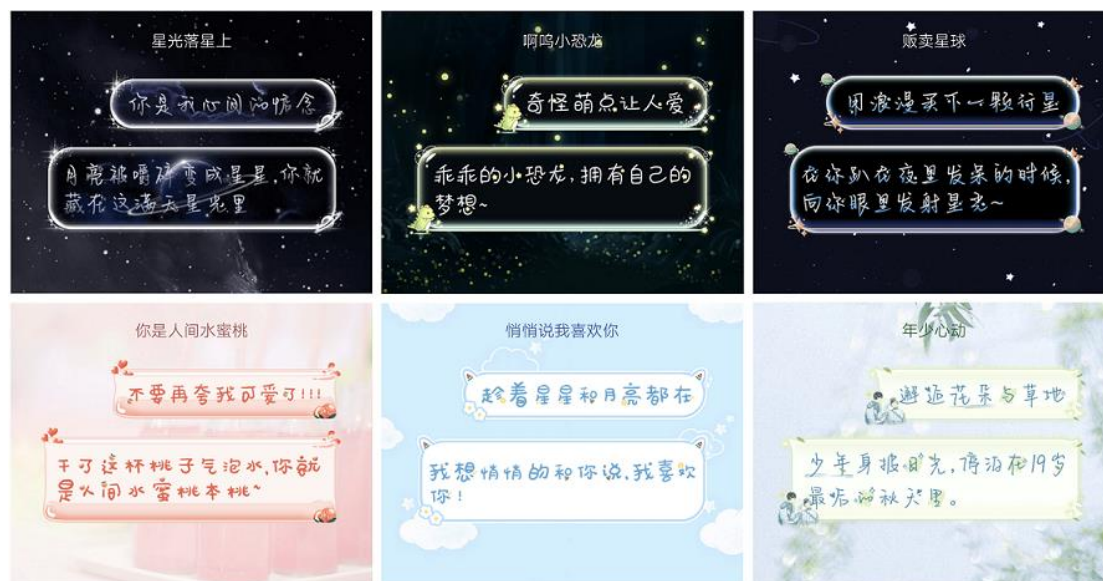 星光落星上
你是我心间的惦念
月亮被嚼碎变成星星,你就
藏在这满天星光里
啊呜小恐龙
奇怪萌点让人爱
乖乖的小恐龙,拥有自己的
梦想~
贩卖星球
用浪漫买下一颗行星
在你趴在夜里发呆的时候,
向你眼里发射星光~
你是人间水蜜桃
不要再夸我可爱了!!!
干了这杯桃子气泡水,你就
是人间水蜜桃本桃~
悄悄说我喜欢你
趁着星星和月亮都在
我想悄悄的和你说,我喜欢
你!
年少心动
邂逅花朵与草地
少年身披日光,停泊在19岁
最后的秋天里。